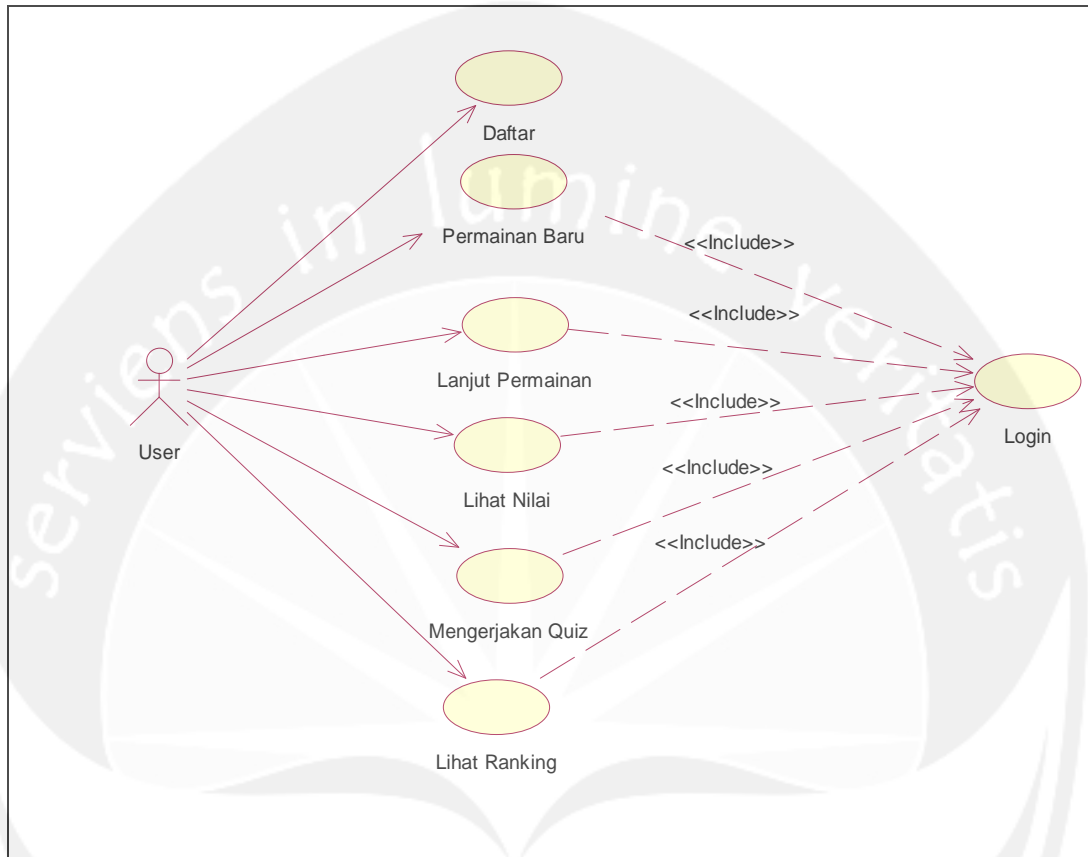 Daftar
Permainan Baru
<<Include>>
<<Include>>
Lanjut Permainan
<<Include>>
Login
User
Lihat Nilai
<<Include>>
<<Include>>
Mengerjakan Quiz
Lihat Ranking
serviens in lumine veritatis